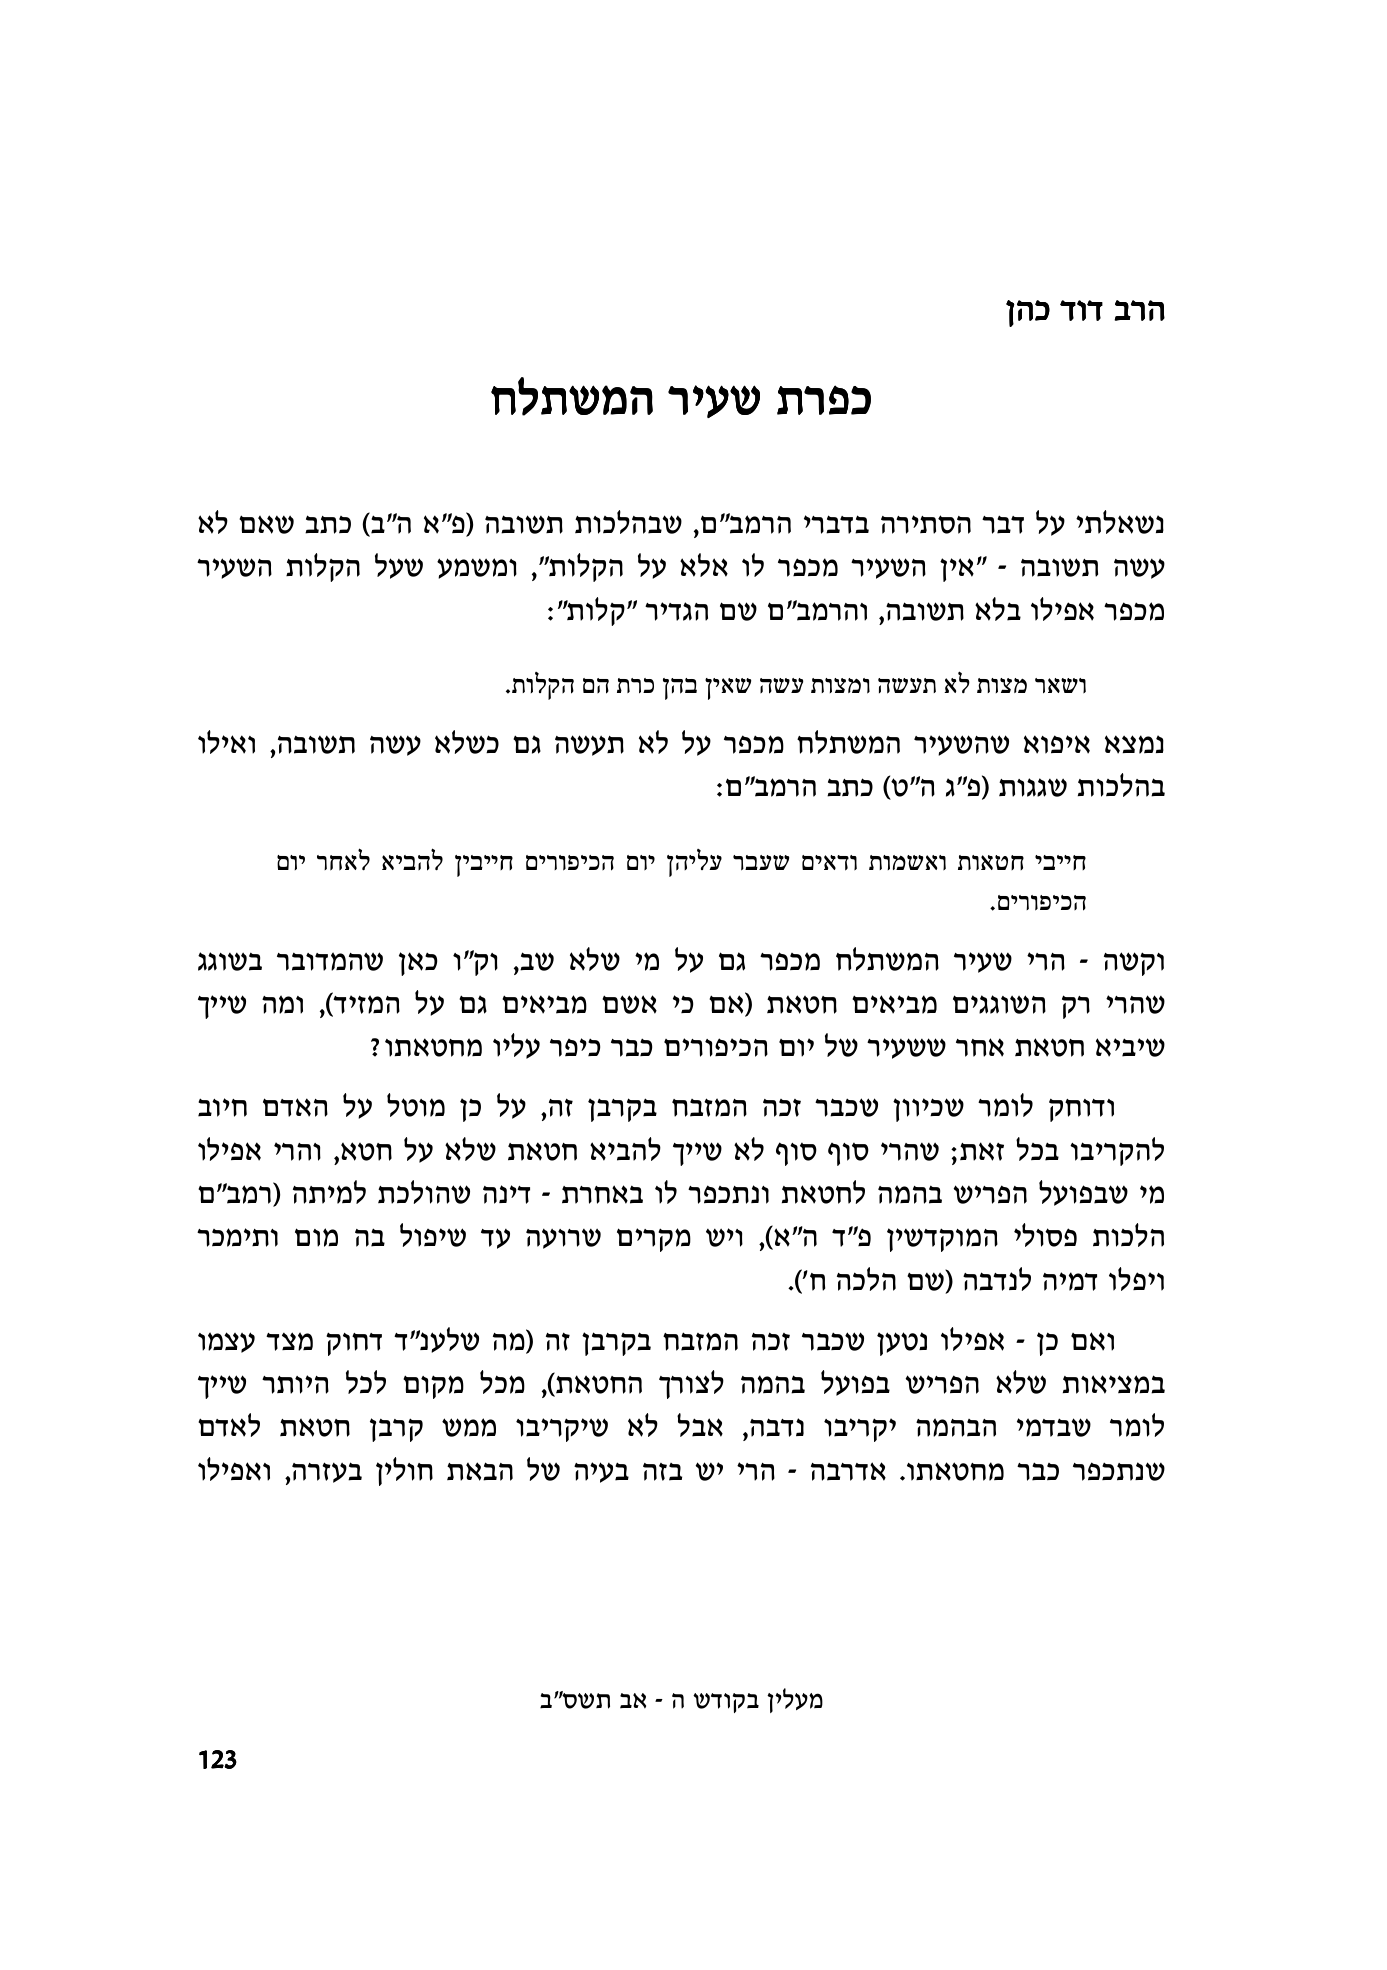 הרב דוד כהן
כפרת שעיר המשתלח
נשאלתי על דבר הסתירה בדברי הרמב"ם, שבהלכות תשובה (פ"א ה"ב) כתב שאם לא
עשה תשובה - "אין השעיר מכפר לו אלא על הקלות", ומשמע שעל הקלות השעיר
מכפר אפילו בלא תשובה, והרמב"ם שם הגדיר "קלות":
ושאר מצות לא תעשה ומצות עשה שאין בהן כרת הם הקלות.
נמצא איפוא שהשעיר המשתלח מכפר על לא תעשה גם כשלא עשה תשובה, ואילו
בהלכות שגגות (פ"ג ה"ט) כתב הרמב"ם:
חייבי חטאות ואשמות ודאים שעבר עליהן יום הכיפורים חייבין להביא לאחר יום
הכיפורים.
וקשה - הרי שעיר המשתלח מכפר גם על מי שלא שב, וק"ו כאן שהמדובר בשוגג
שהרי רק השוגגים מביאים חטאת (אם כי אשם מביאים גם על המזיד), ומה שייך
שיביא חטאת אחר ששעיר של יום הכיפורים כבר כיפר עליו מחטאתו?
ודוחק לומר שכיוון שכבר זכה המזבח בקרבן זה, על כן מוטל על האדם חיוב
להקריבו בכל זאת; שהרי סוף סוף לא שייך להביא חטאת שלא על חטא, והרי אפילו
מי שבפועל הפריש בהמה לחטאת ונתכפר לו באחרת - דינה שהולכת למיתה (רמב"ם
הלכות פסולי המוקדשין פ"ד ה"א), ויש מקרים שרועה עד שיפול בה מום ותימכר
ויפלו דמיה לנדבה (שם הלכה ח').
ואם כן - אפילו נטען שכבר זכה המזבח בקרבן זה (מה שלענ"ד דחוק מצד עצמו
במציאות שלא הפריש בפועל בהמה לצורך החטאת), מכל מקום לכל היותר שייך
לומר שבדמי הבהמה יקריבו נדבה, אבל לא שיקריבו ממש קרבן חטאת לאדם
שנתכפר כבר מחטאתו. אדרבה - הרי יש בזה בעיה של הבאת חולין בעזרה, ואפילו
מעלין בקודש ה - אב תשס"ב
123